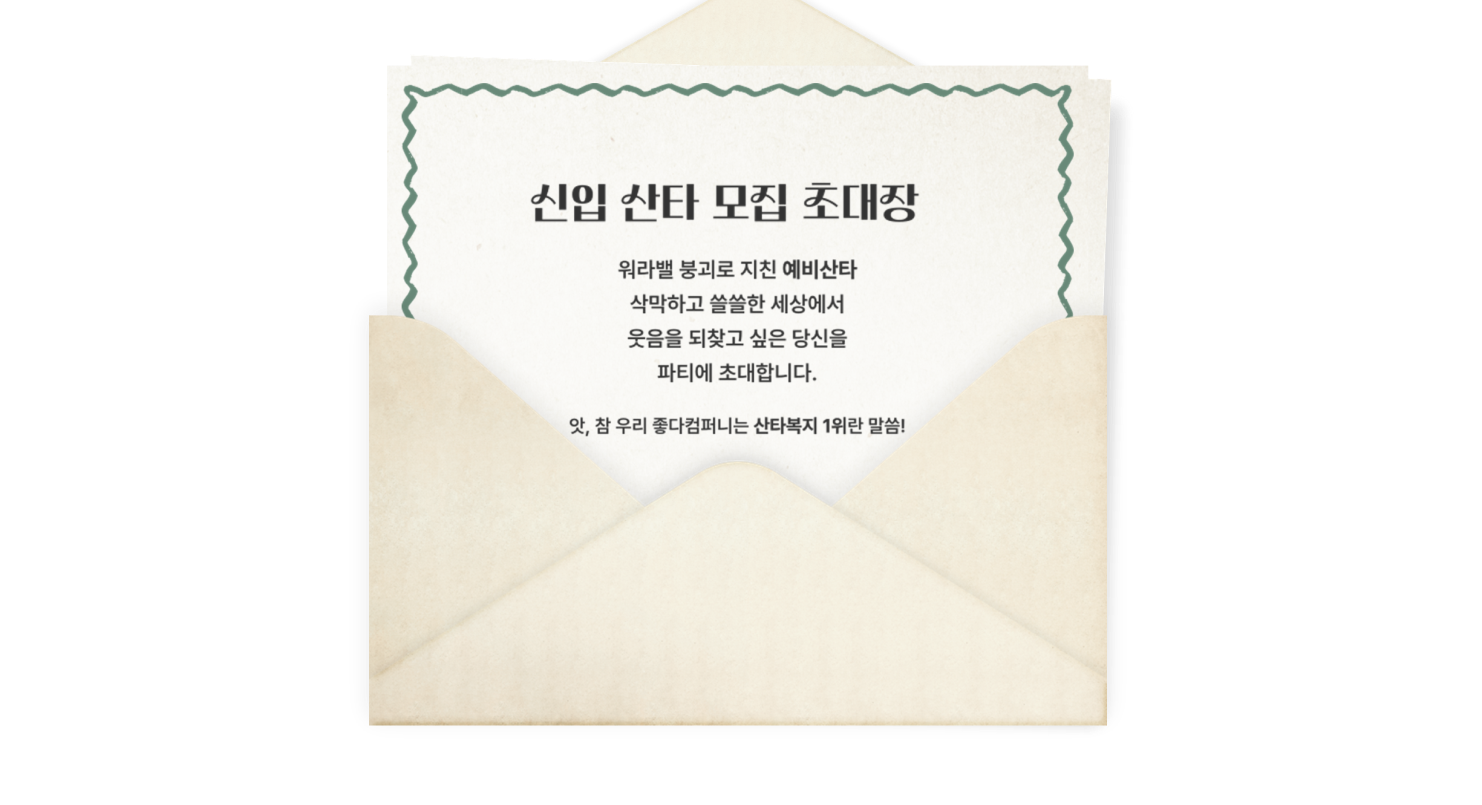 신입 산타 모집 초대장
워라밸 붕괴로 지친 예비산타
삭막하고 쓸쓸한 세상에서
웃음을 되찾고 싶은 당신을
파티에 초대합니다.
앗, 참 우리 좋다컴퍼니는 산타복지 1위란 말씀!